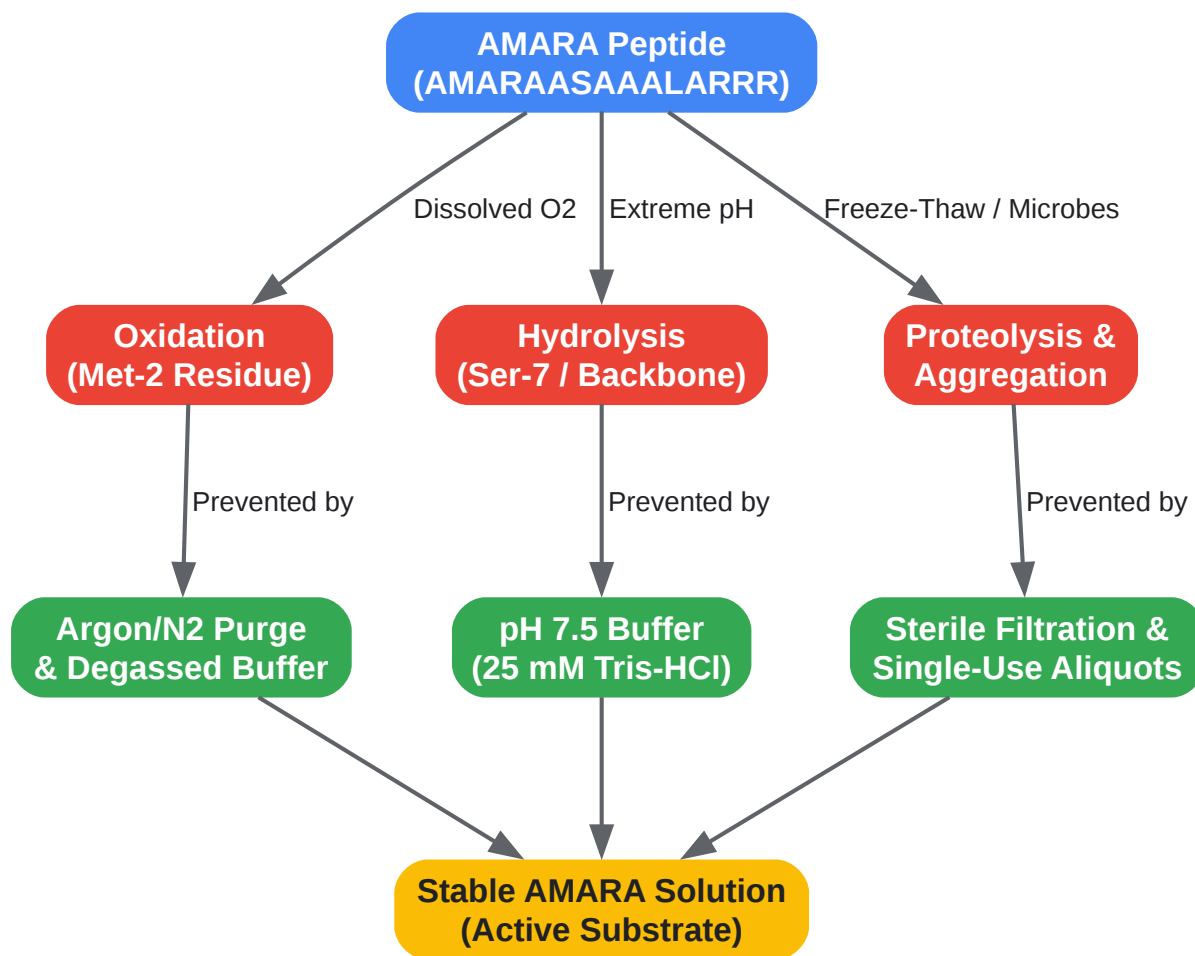 AMARA Peptide
(AMARAASAAALARRR)
Dissolved O2
Extreme pH
Freeze-Thaw / Microbes
Oxidation
(Met-2 Residue)
Hydrolysis
(Ser-7 / Backbone)
Proteolysis &
Aggregation
Prevented by
Prevented by
Prevented by
Argon/N2 Purge
& Degassed Buffer
pH 7.5 Buffer
(25 mM Tris-HCl)
Sterile Filtration &
Single-Use Aliquots
Stable AMARA Solution
(Active Substrate)